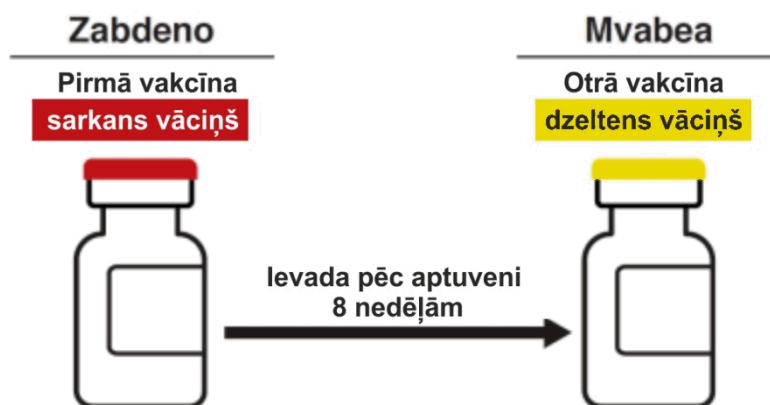 Zabdeno
Pirmā vakcīna
sarkans vāciņš
Mvabea
Otrā vakcīna
dzeltens vāciņš
Ievada pēc aptuveni
8 nedēļām